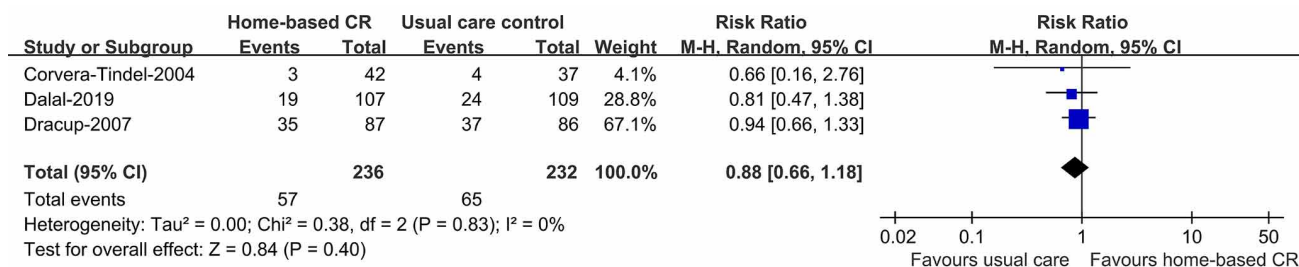 Home-based CR Usual care control Risk Ratio Risk Ratio
Study or Subgroup Events Total Events Total Weight M-H, Random, 95% CI M-H, Random, 95% CI
Corvera-Tindel-2004 3 42 4 37 4.1% 0.66 [0.16, 2.76]
Dalal-2019 19 107 24 109 28.8% 0.81 [0.47, 1.38]
Dracup-2007 35 87 37 86 67.1% 0.94 [0.66, 1.33]
Total (95% CI) 236 232 100.0% 0.88 [0.66, 1.18]
Total events 57 65
Heterogeneity: Tau² = 0.00; Chi² = 0.38, df = 2 (P = 0.83); I² = 0%
Test for overall effect: Z = 0.84 (P = 0.40)
0.02 0.1 1 10 50
Favours usual care Favours home-based CR